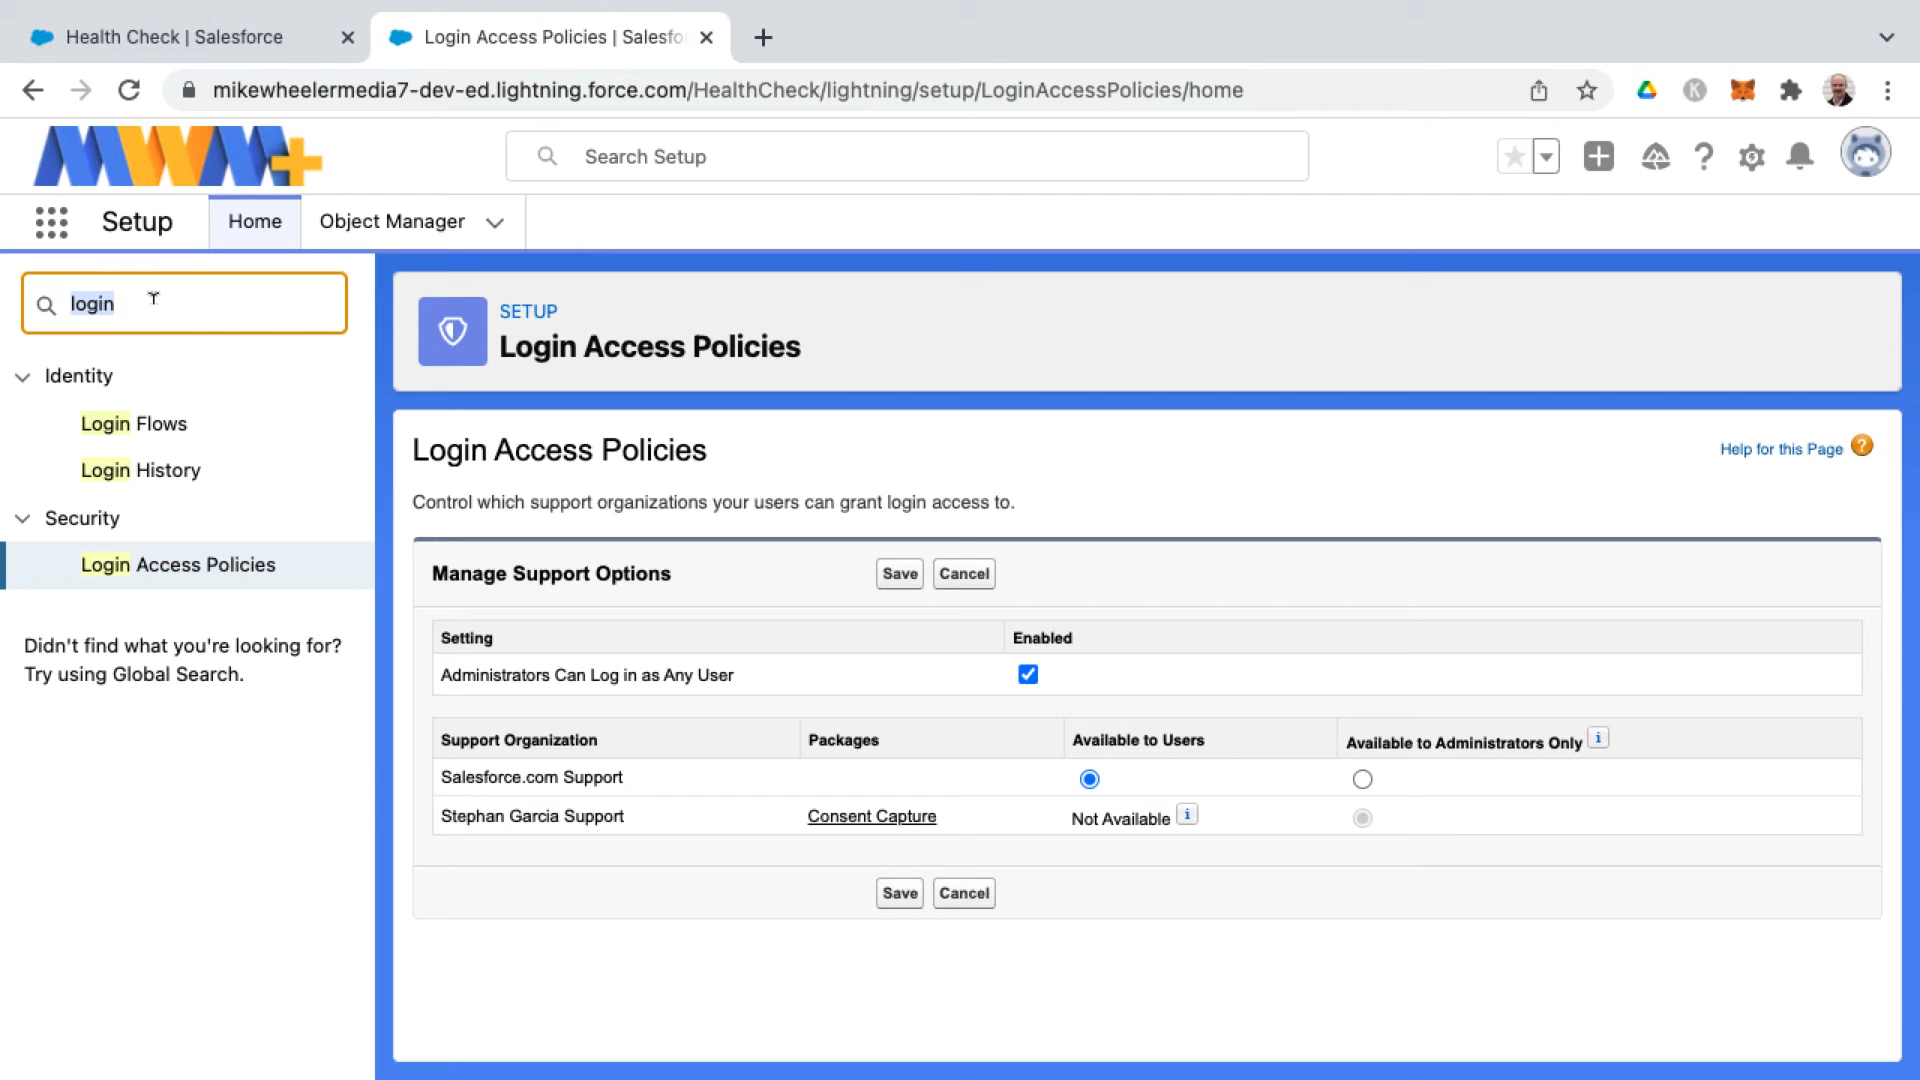 Health Check | Salesforce
Login Access Policies | Salesfo
mikewheelermedia7-dev-ed.lightning.force.com/HealthCheck/lightning/setup/LoginAccessPolicies/home
K
MWM+
Search Setup
Setup
Home
Object Manager
login
Identity
Login Flows
Login History
Security
Login Access Policies
Didn't find what you're looking for?
Try using Global Search.
SETUP
Login Access Policies
Login Access Policies
Help for this Page ?
Control which support organizations your users can grant login access to.
Manage Support Options Save Cancel
Setting Enabled
Administrators Can Log in as Any User
Support Organization Packages Available to Users Available to Administrators Only i
Salesforce.com Support
Stephan Garcia Support Consent Capture Not Available i
Save Cancel